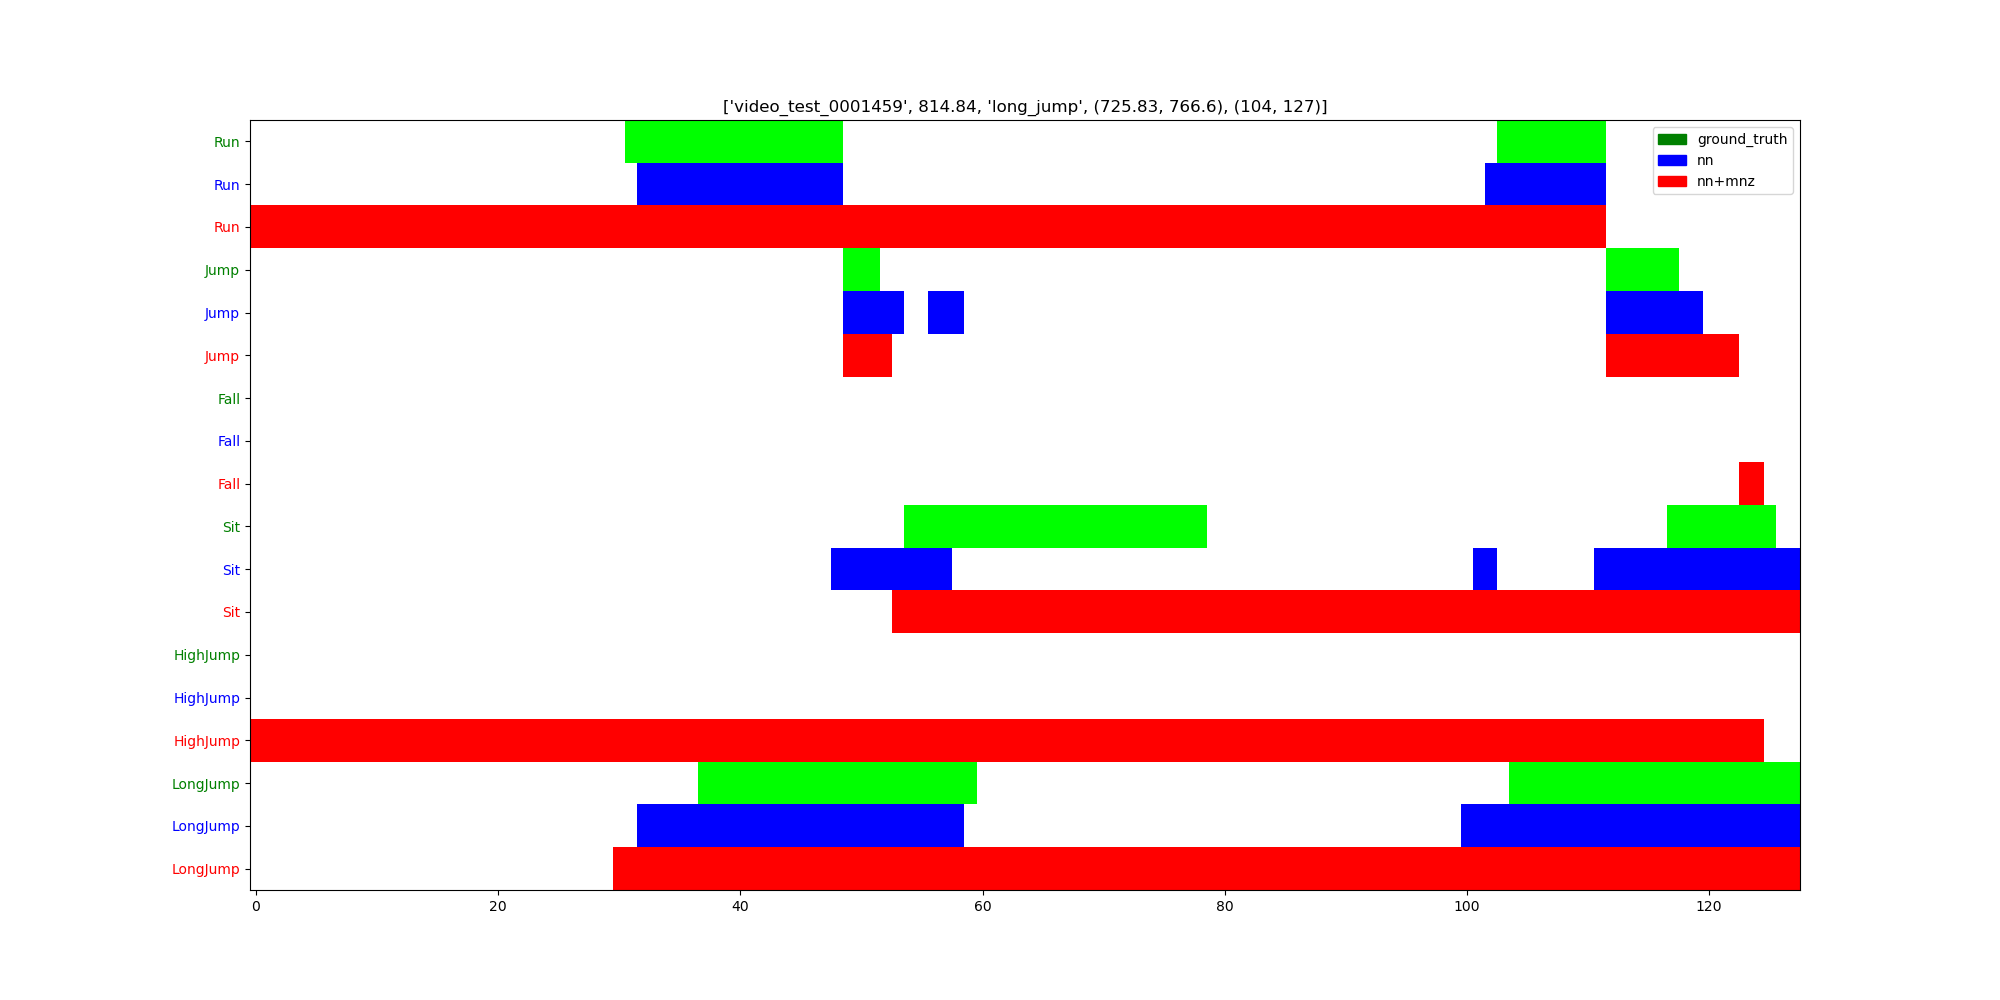 ['video_test_0001459', 814.84, 'long_jump', (725.83, 766.6), (104, 127)]
Run
Run
Run
Jump
Jump
Jump
Fall
Fall
Fall
Sit
Sit
Sit
HighJump
HighJump
HighJump
LongJump
LongJump
LongJump
ground_truth
nn
nn+mnz
0 20 40 60 80 100 120